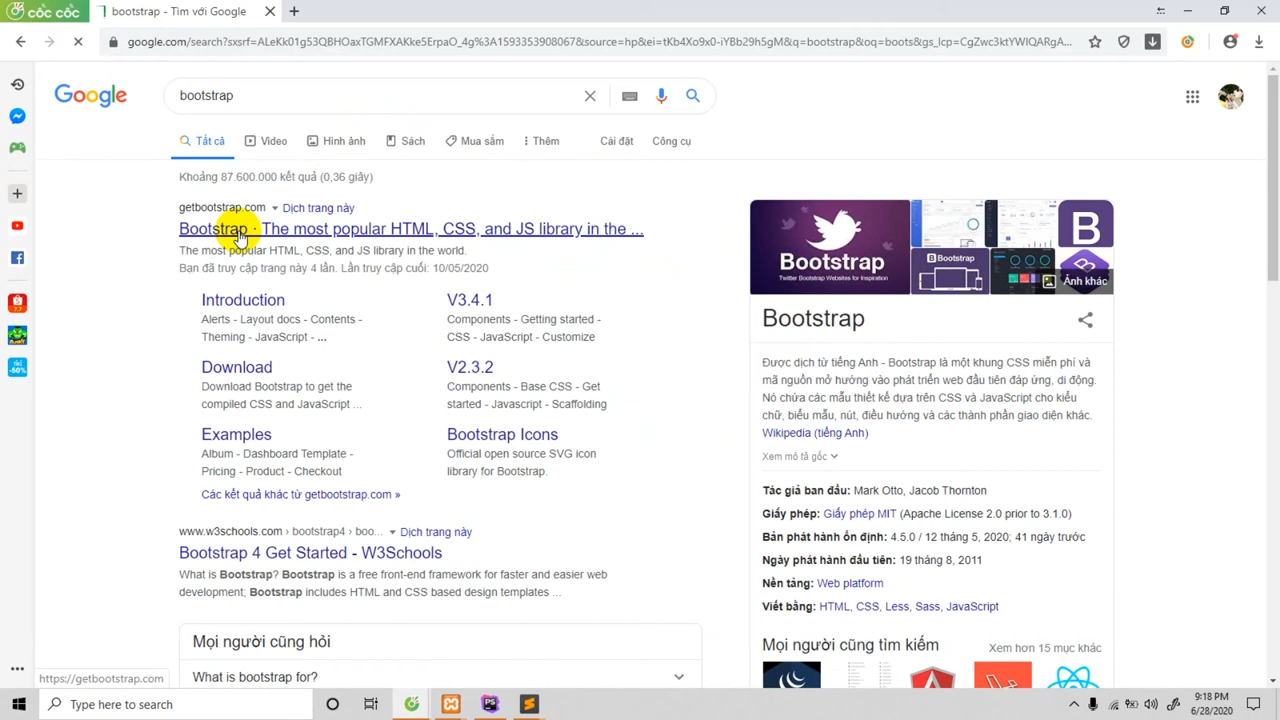 cốc cốc
bootstrap - Tìm với Google
google.com/search?sxsrf=ALeKk01g53QBHOaxTGMFXAKke5ErpaO_4g%3A1593353908067&source=hp&ei=tKb4Xo9x0-iYBb29h5gM&q=bootstrap&oq=boots&gs_lcp=CgZwc3ktYWIQARgA...
Google
bootstrap
Tất cả
Video
Hình ảnh
Sách
Mua sắm
Thêm
Cài đặt
Công cụ
Khoảng 87.600.000 kết quả (0,36 giây)
getbootstrap.com
Dịch trang này
Bootstrap · The most popular HTML, CSS, and JS library in the ...
The most popular HTML, CSS, and JS library in the world.
Bạn đã truy cập trang này 4 lần. Lần truy cập cuối: 10/05/2020
Introduction
Alerts - Layout docs - Contents -
Theming - JavaScript - ...
V3.4.1
Components - Getting started -
CSS - JavaScript - Customize
Download
Download Bootstrap to get the
compiled CSS and JavaScript ...
V2.3.2
Components - Base CSS - Get
started - Javascript - Scaffolding
Examples
Album - Dashboard Template -
Pricing - Product - Checkout
Bootstrap Icons
Official open source SVG icon
library for Bootstrap.
Các kết quả khác từ getbootstrap.com »
www.w3schools.com › bootstrap4 › boo...
Dịch trang này
Bootstrap 4 Get Started - W3Schools
What is Bootstrap? Bootstrap is a free front-end framework for faster and easier web
development; Bootstrap includes HTML and CSS based design templates ...
Mọi người cũng hỏi
What is bootstrap for?
Bootstrap
Twitter Bootstrap Websites for Inspiration
Bootstrap
B
Ảnh khác
Bootstrap
Được dịch từ tiếng Anh - Bootstrap là một khung CSS miễn phí và
mã nguồn mở hướng vào phát triển web đầu tiên đáp ứng, di động.
Nó chứa các mẫu thiết kế dựa trên CSS và JavaScript cho kiểu
chữ, biểu mẫu, nút, điều hướng và các thành phần giao diện khác.
Wikipedia (tiếng Anh)
Xem mô tả gốc
Tác giả ban đầu: Mark Otto, Jacob Thornton
Giấy phép: Giấy phép MIT (Apache License 2.0 prior to 3.1.0)
Bản phát hành ổn định: 4.5.0 / 12 tháng 5, 2020; 41 ngày trước
Ngày phát hành đầu tiên: 19 tháng 8, 2011
Nền tảng: Web platform
Viết bằng: HTML, CSS, Less, Sass, JavaScript
Mọi người cũng tìm kiếm
Xem hơn 15 mục khác
https://getbootstrap.com
Type here to search
9:18 PM
6/28/2020